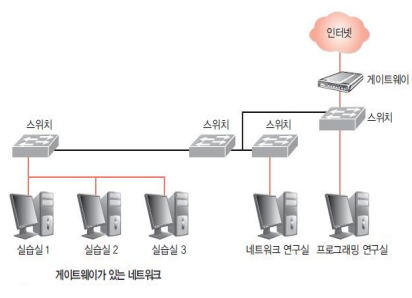 인터넷
게이트웨이
스위치
스위치
스위치
스위치
실습실 1
실습실 2
실습실 3
네트워크 연구실
프로그래밍 연구실
게이트웨이가 있는 네트워크